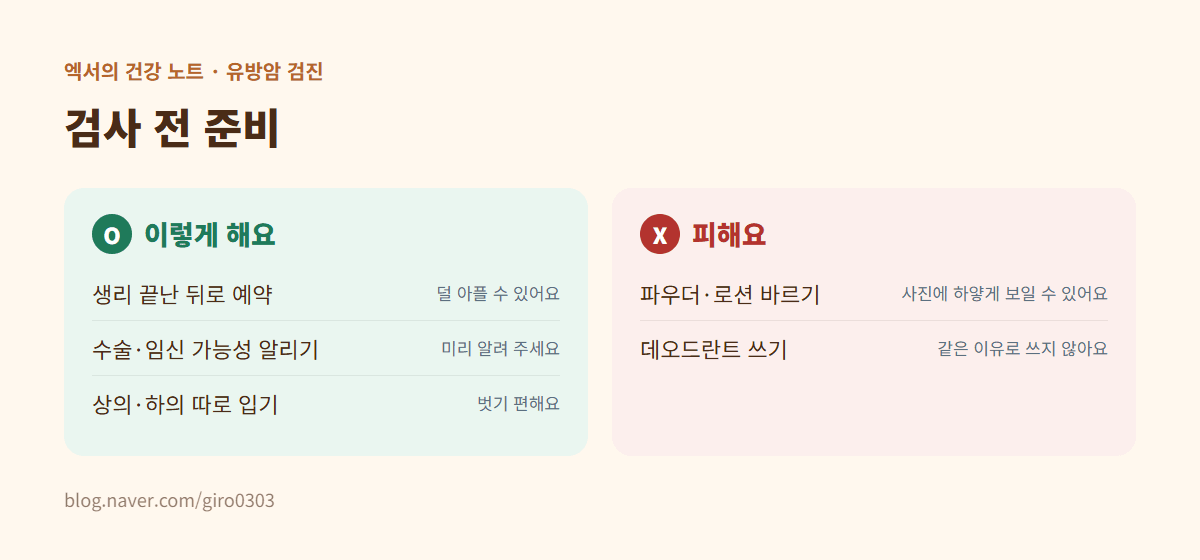 엑서의 건강 노트 · 유방암 검진
검사 전 준비
O 이렇게 해요
생리 끝난 뒤로 예약 덜 아플 수 있어요
수술·임신 가능성 알리기 미리 알려 주세요
상의·하의 따로 입기 벗기 편해요
X 피해요
파우더·로션 바르기 사진에 하얗게 보일 수 있어요
데오드란트 쓰기 같은 이유로 쓰지 않아요
blog.naver.com/giro0303